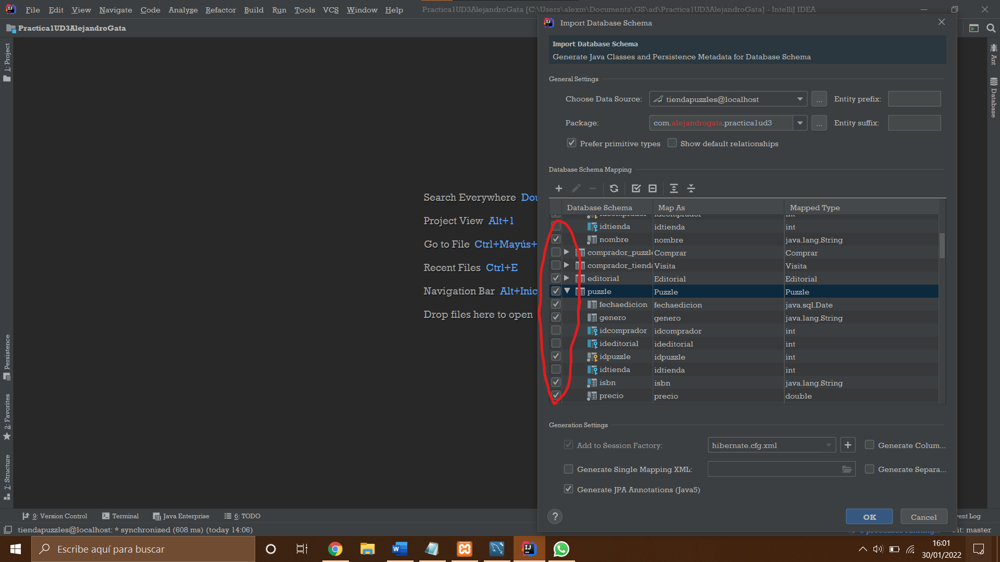 File Edit View Navigate Code Analyze Refactor Build Run Tools VCS Window Help Practica1UD3AlejandroGata [C:\Users\alexm\Documents\GS\ad\Practica1UD3AlejandroGata] - IntelliJ IDEA
Practica1UD3AlejandroGata
1: Project
Persistence
2: Favorites
7: Structure
Search Everywhere Dou
Project View Alt+1
Go to File Ctrl+Mayús+
Recent Files Ctrl+E
Navigation Bar Alt+Inic
Drop files here to open
Import Database Schema
Import Database Schema
Generate Java Classes and Persistence Metadata for Database Schema
General Settings
Choose Data Source: tiendapuzzles@localhost ... Entity prefix:
Package: com.alejandrogata.practica1ud3 ... Entity suffix:
Prefer primitive types Show default relationships
Database Schema Mapping
Database Schema Map As Mapped Type
idcomprador idcomprador int
idtienda idtienda int
nombre nombre java.lang.String
comprador_puzzle Comprar Comprar
comprador_tienda Visita Visita
editorial Editorial Editorial
puzzle Puzzle Puzzle
fechaedicion fechaedicion java.sql.Date
genero genero java.lang.String
idcomprador idcomprador int
ideditorial ideditorial int
idpuzzle idpuzzle int
idtienda idtienda int
isbn isbn java.lang.String
precio precio double
Generation Settings
Add to Session Factory: hibernate.cfg.xml Generate Colum...
Generate Single Mapping XML: Generate Separa...
Generate JPA Annotations (Java5)
? OK Cancel
Ant
Database
9: Version Control Terminal Java Enterprise 6: TODO vent Log
tiendapuzzles@localhost: * synchronized (608 ms) (today 14:06) processes running... it: master
Escribe aquí para buscar
16:01
30/01/2022